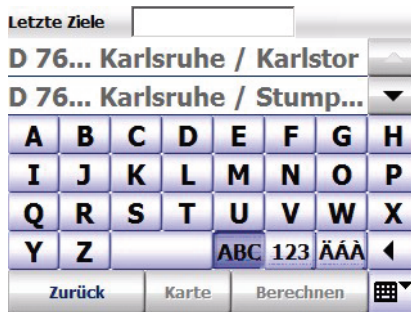 Letzte Ziele
D 76... Karlsruhe / Karlstor
D 76... Karlsruhe / Stump...
A B C D E F G H
I J K L M N O P
Q R S T U V W X
Y Z ABC 123 ÄÁÀ
Zurück Karte Berechnen